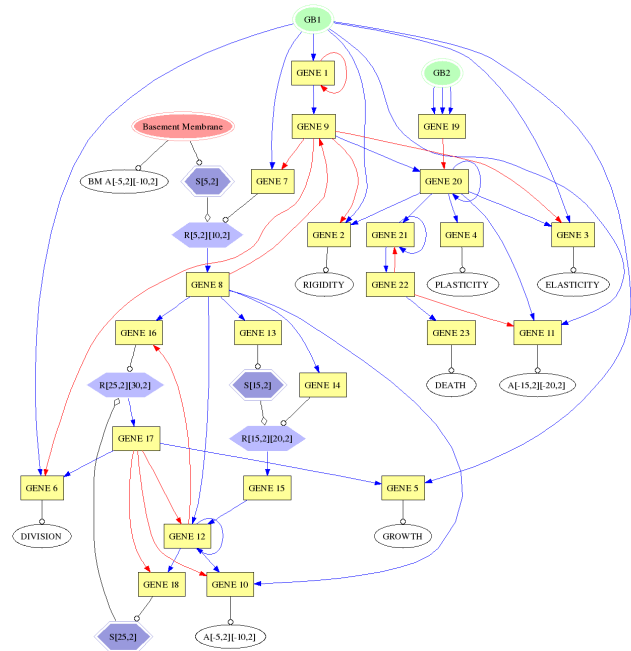 GB1
GENE 1
GB2
Basement Membrane
GENE 9
GENE 19
BM A[-5,2][-10,2]
S[5,2]
GENE 7
GENE 20
R[5,2][10,2]
GENE 2
GENE 21
GENE 4
GENE 3
GENE 8
RIGIDITY
GENE 22
PLASTICITY
ELASTICITY
GENE 16
GENE 13
GENE 23
GENE 11
R[25,2][30,2]
S[15,2]
GENE 14
DEATH
A[-15,2][-20,2]
GENE 17
R[15,2][20,2]
GENE 6
GENE 15
GENE 5
DIVISION
GENE 12
GROWTH
GENE 18
GENE 10
S[25,2]
A[-5,2][-10,2]